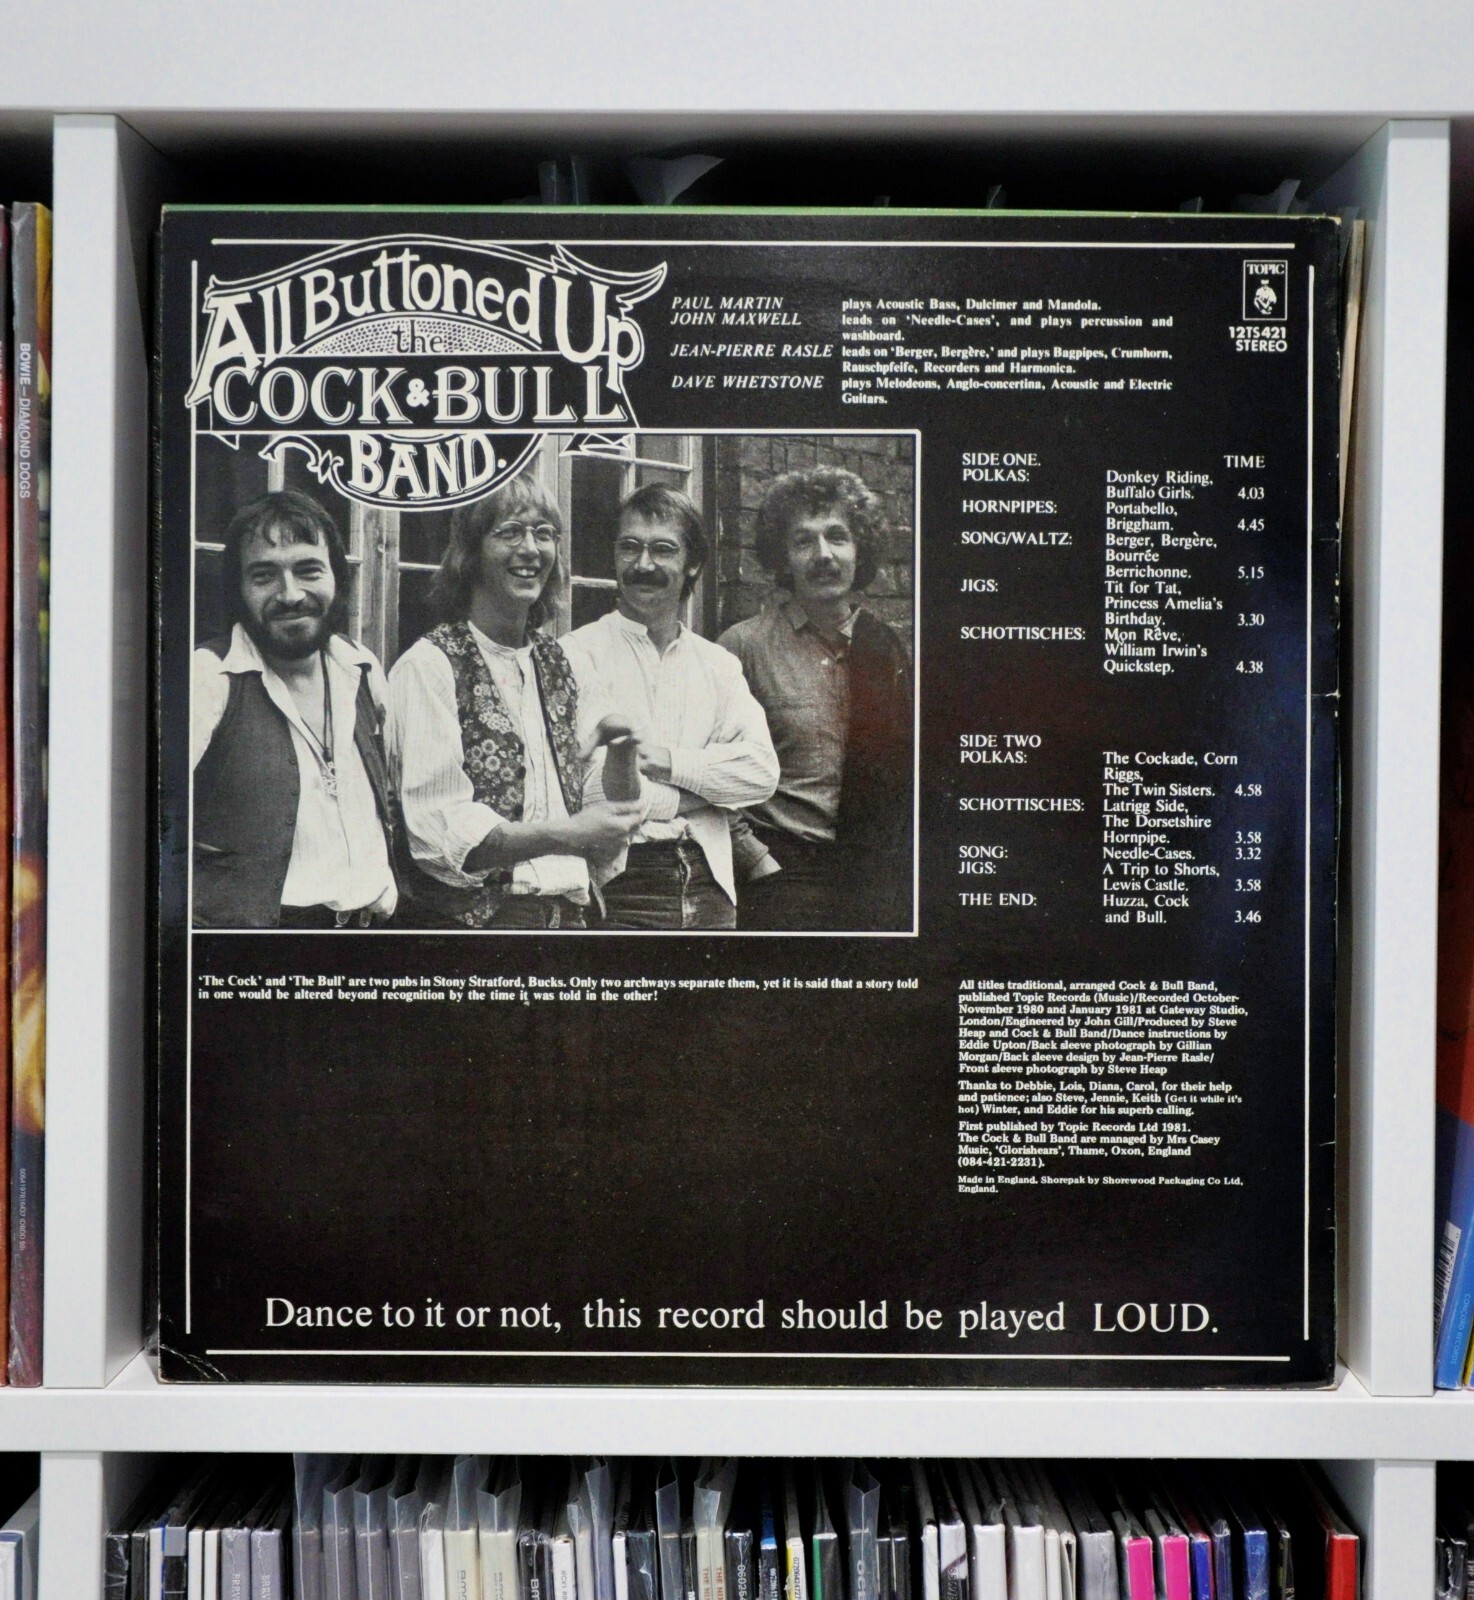 All Buttoned Up
the
COCK & BULL
BAND.
PAUL MARTIN plays Acoustic Bass, Dulcimer and Mandola.
JOHN MAXWELL leads on 'Needle-Cases', and plays percussion and
washboard.
JEAN-PIERRE RASLE leads on 'Berger, Bergère,' and plays Bagpipes, Crumhorn,
Rauschpfeife, Recorders and Harmonica.
DAVE WHETSTONE plays Melodeons, Anglo-concertina, Acoustic and Electric
Guitars.
TOPIC
12TS421
STEREO
SIDE ONE. TIME
POLKAS: Donkey Riding,
Buffalo Girls. 4.03
HORNPIPES: Portabello,
Briggham. 4.45
SONG/WALTZ: Berger, Bergère,
Bourrée
Berrichonne. 5.15
JIGS: Tit for Tat,
Princess Amelia's
Birthday. 3.30
SCHOTTISCHES: Mon Rêve,
William Irwin's
Quickstep. 4.38
SIDE TWO
POLKAS: The Cockade, Corn
Riggs,
The Twin Sisters. 4.58
SCHOTTISCHES: Latrigg Side,
The Dorsetshire
Hornpipe. 3.58
SONG: Needle-Cases. 3.32
JIGS: A Trip to Shorts,
Lewis Castle. 3.58
THE END: Huzza, Cock
and Bull. 3.46
'The Cock' and 'The Bull' are two pubs in Stony Stratford, Bucks. Only two archways separate them, yet it is said that a story told
in one would be altered beyond recognition by the time it was told in the other!
All titles traditional, arranged Cock & Bull Band,
published Topic Records (Music)/Recorded October-
November 1980 and January 1981 at Gateway Studio,
London/Engineered by John Gill/Produced by Steve
Heap and Cock & Bull Band/Dance instructions by
Eddie Upton/Back sleeve photograph by Gillian
Morgan/Back sleeve design by Jean-Pierre Rasle/
Front sleeve photograph by Steve Heap
Thanks to Debbie, Lois, Diana, Carol, for their help
and patience; also Steve, Jennie, Keith (Get it while it's
hot) Winter, and Eddie for his superb calling.
First published by Topic Records Ltd 1981.
The Cock & Bull Band are managed by Mrs Casey
Music, 'Glorishears', Thame, Oxon, England
(084-421-2231).
Made in England. Shorepak by Shorewood Packaging Co Ltd,
England.
Dance to it or not, this record should be played LOUD.
BOWIE—DIAMOND DOGS
CONCORD RECORDS